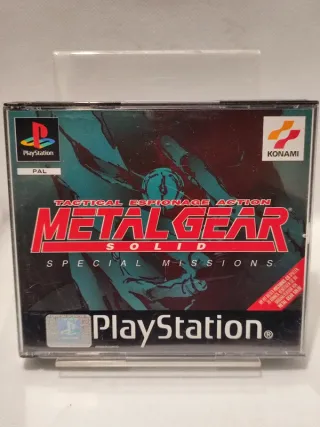 PlayStation
PAL
KONAMI
TACTICAL ESPIONAGE ACTION
METAL GEAR
SOLID
SPECIAL MISSIONS
PlayStation®